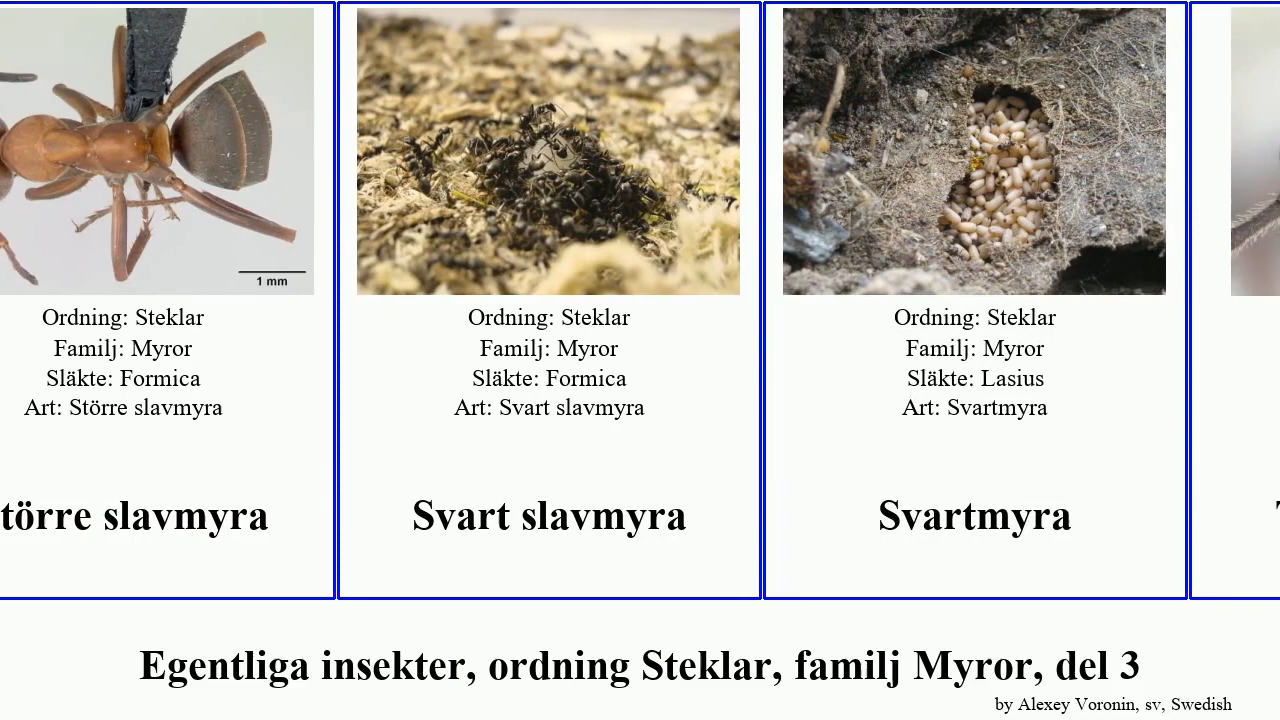 1 mm
Ordning: Steklar
Familj: Myror
Släkte: Formica
Art: Större slavmyra
törre slavmyra
Ordning: Steklar
Familj: Myror
Släkte: Formica
Art: Svart slavmyra
Svart slavmyra
Ordning: Steklar
Familj: Myror
Släkte: Lasius
Art: Svartmyra
Svartmyra
Egentliga insekter, ordning Steklar, familj Myror, del 3
by Alexey Voronin, sv, Swedish